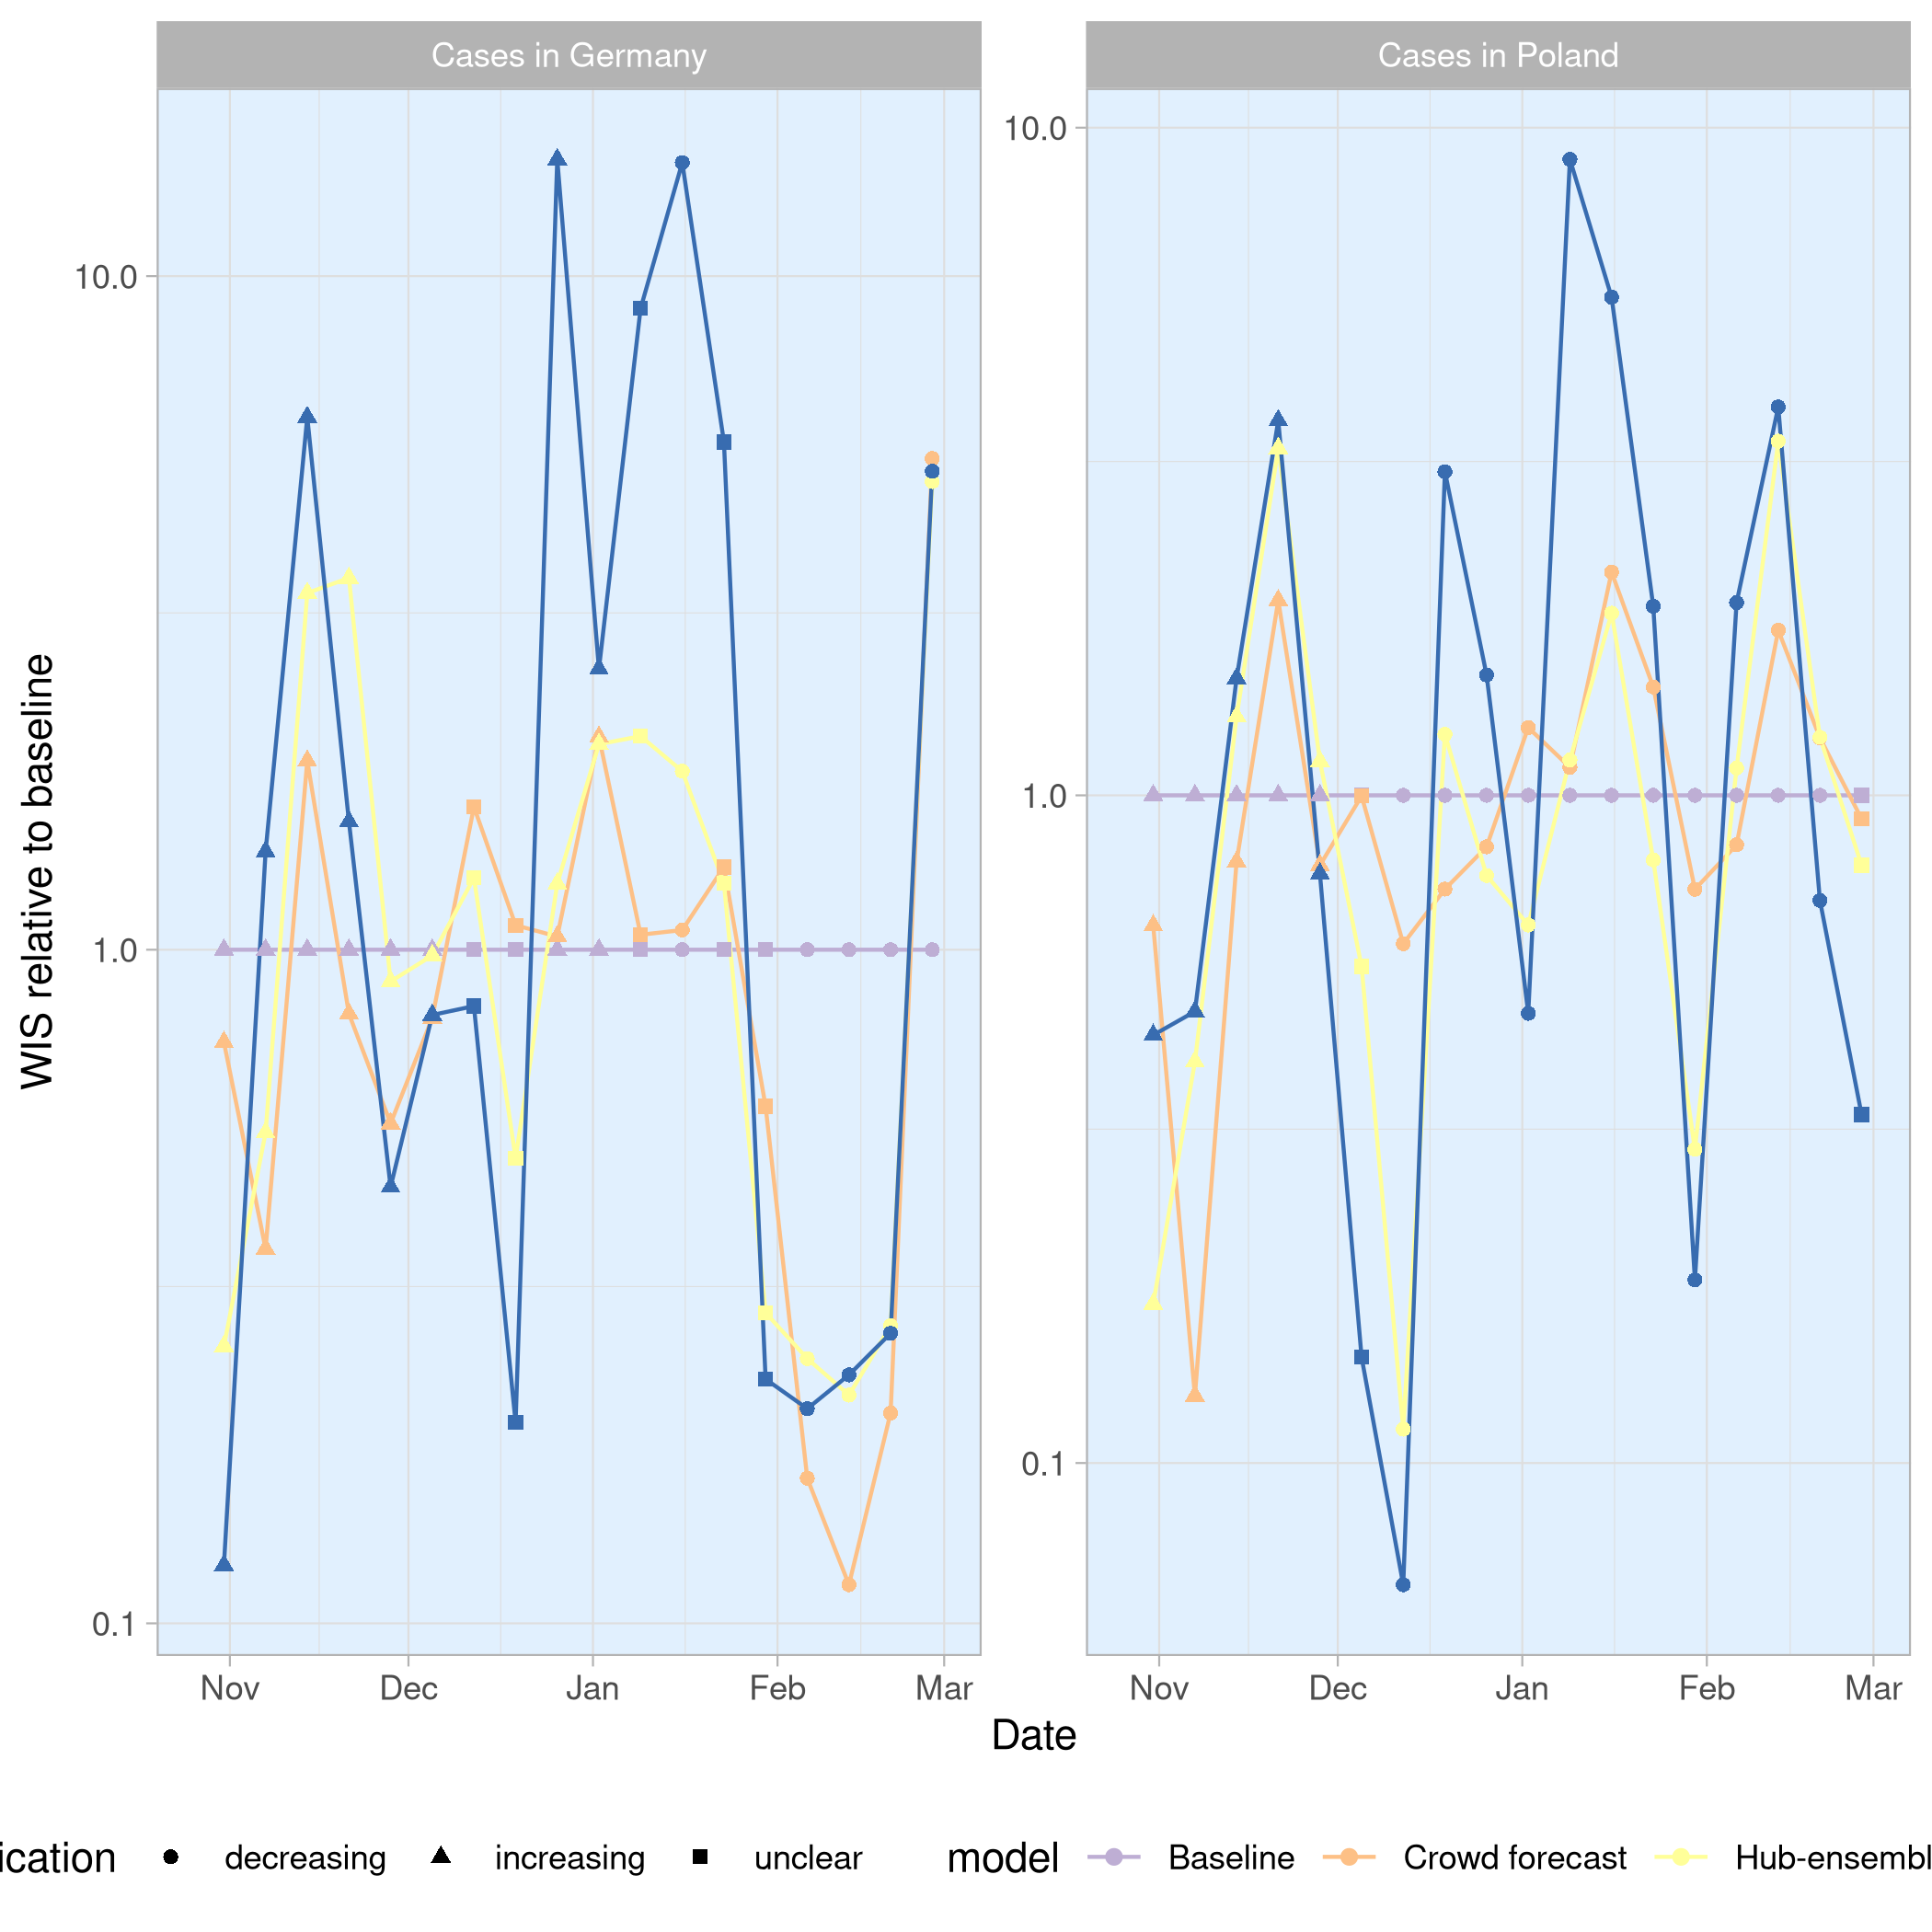 Cases in Germany
Cases in Poland
10.0
1.0
0.1
10.0
1.0
0.1
WIS relative to baseline
Nov Dec Jan Feb Mar
Nov Dec Jan Feb Mar
Date
ication decreasing increasing unclear model Baseline Crowd forecast Hub-ensembl